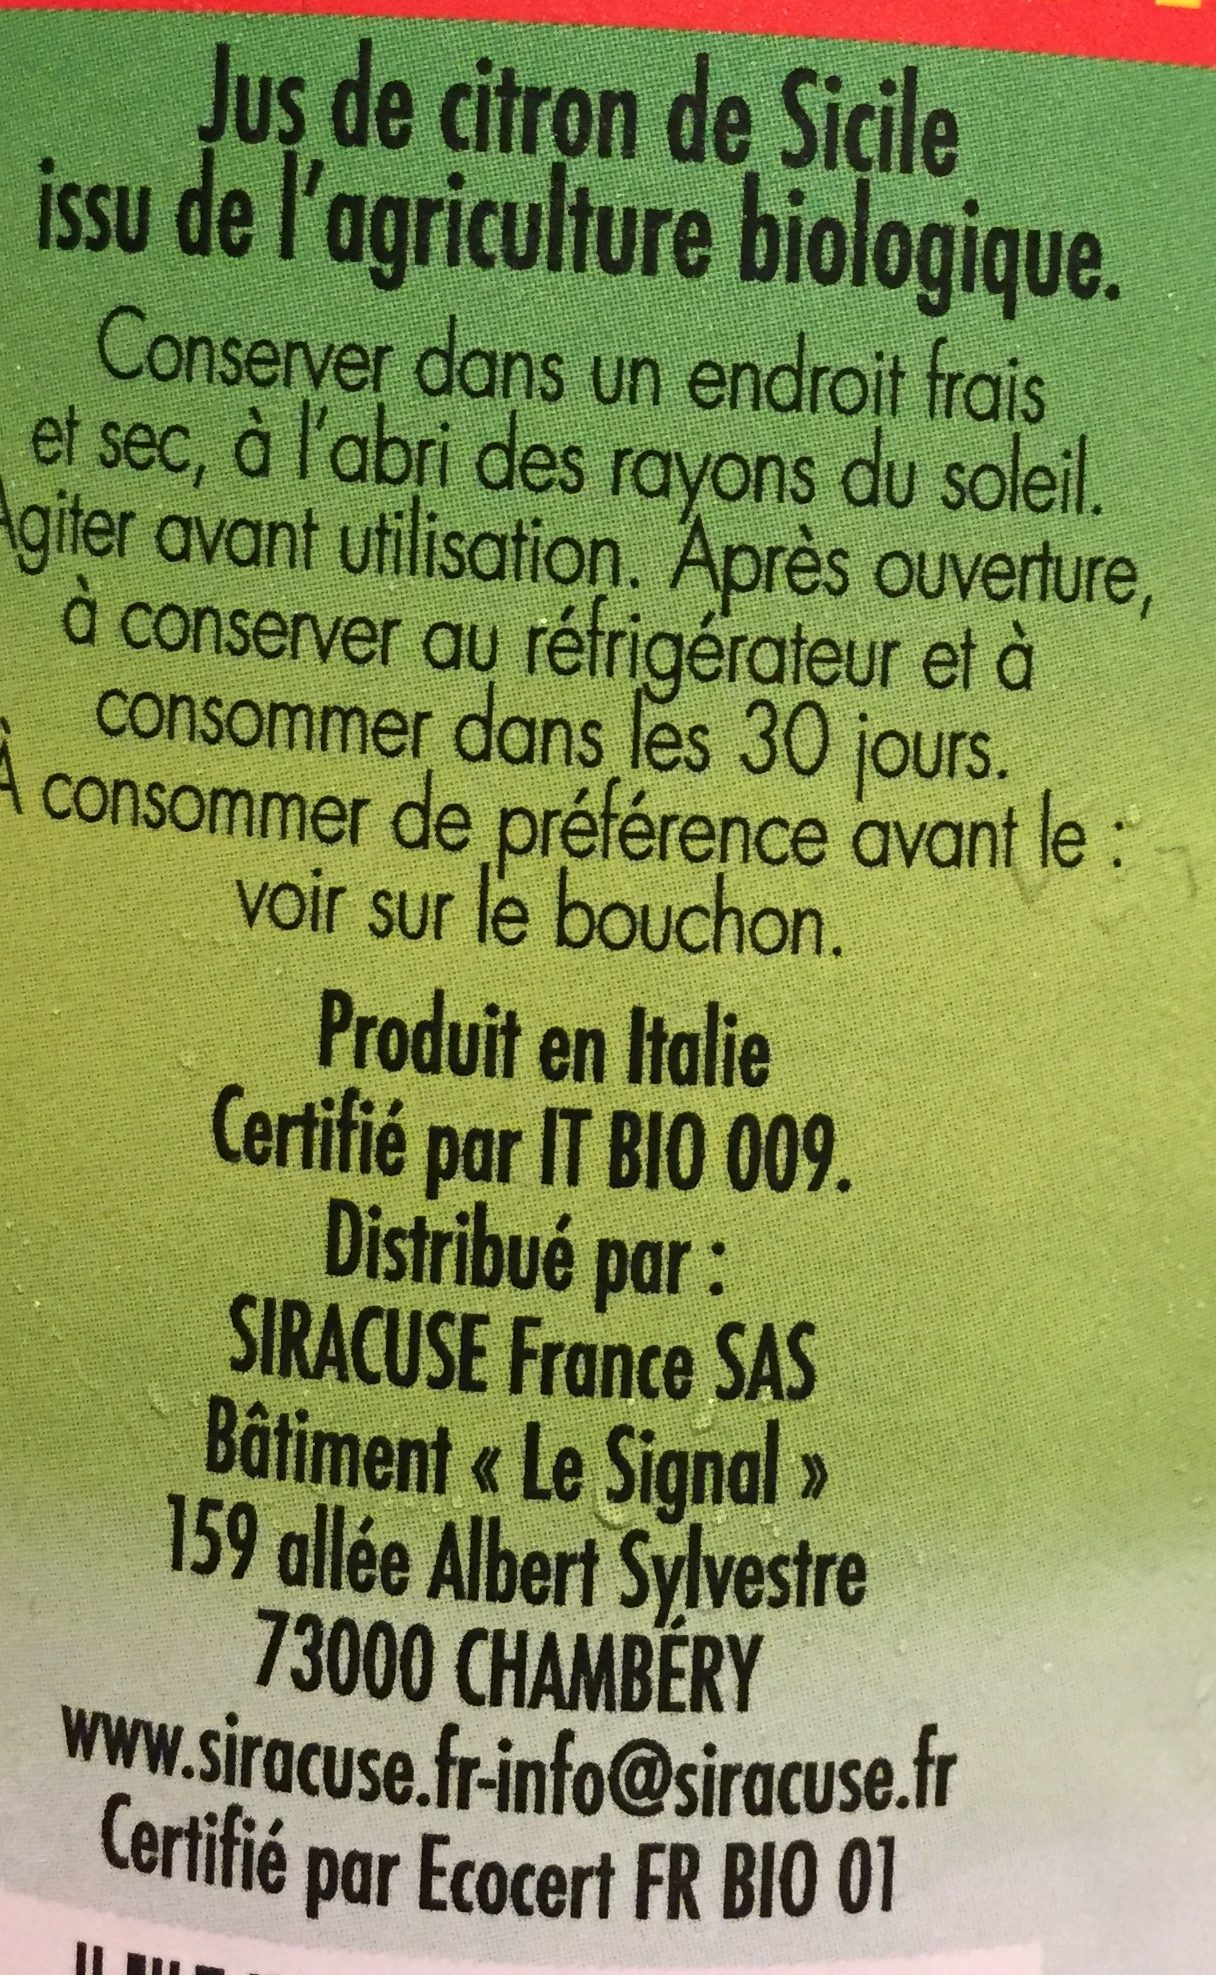 Jus de citron de Sicile
issu de l'agriculture biologique.
Conserver dans un endroit frais
et sec, à l'abri des rayons du soleil.
Agiter avant utilisation. Après ouverture,
à conserver au réfrigérateur et à
consommer dans les 30 jours.
À consommer de préférence avant le :
voir sur le bouchon.
Produit en Italie
Certifié par IT BIO 009.
Distribué par :
SIRACUSE France SAS
Bâtiment « Le Signal »
159 allée Albert Sylvestre
73000 CHAMBÉRY
www.siracuse.fr-info@siracuse.fr
Certifié par Ecocert FR BIO 01